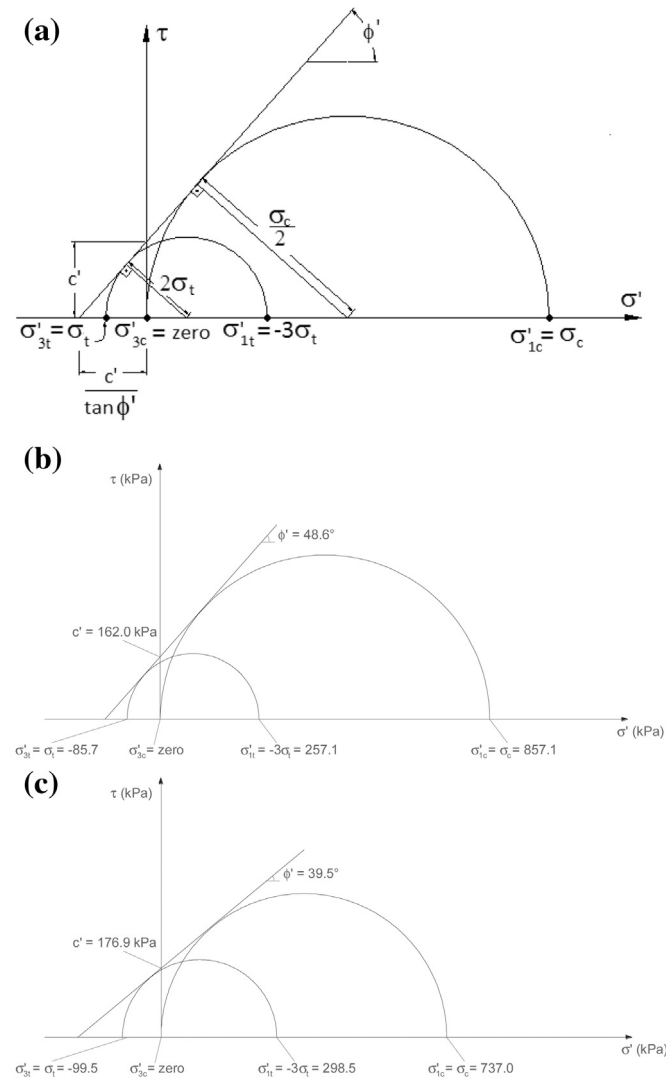 (a)
τ
ϕ'
σc
2
c'
2σt
σ'
σ'3t = σt σ'3c = zero σ'1t = -3σt σ'1c = σc
c'
tan ϕ'
(b)
τ (kPa)
ϕ' = 48.6°
c' = 162.0 kPa
σ'3t = σt = -85.7 σ'3c = zero σ'1t = -3σt = 257.1 σ'1c = σc = 857.1 σ' (kPa)
(c)
τ (kPa)
ϕ' = 39.5°
c' = 176.9 kPa
σ'3t = σt = -99.5 σ'3c = zero σ'1t = -3σt = 298.5 σ'1c = σc = 737.0 σ' (kPa)